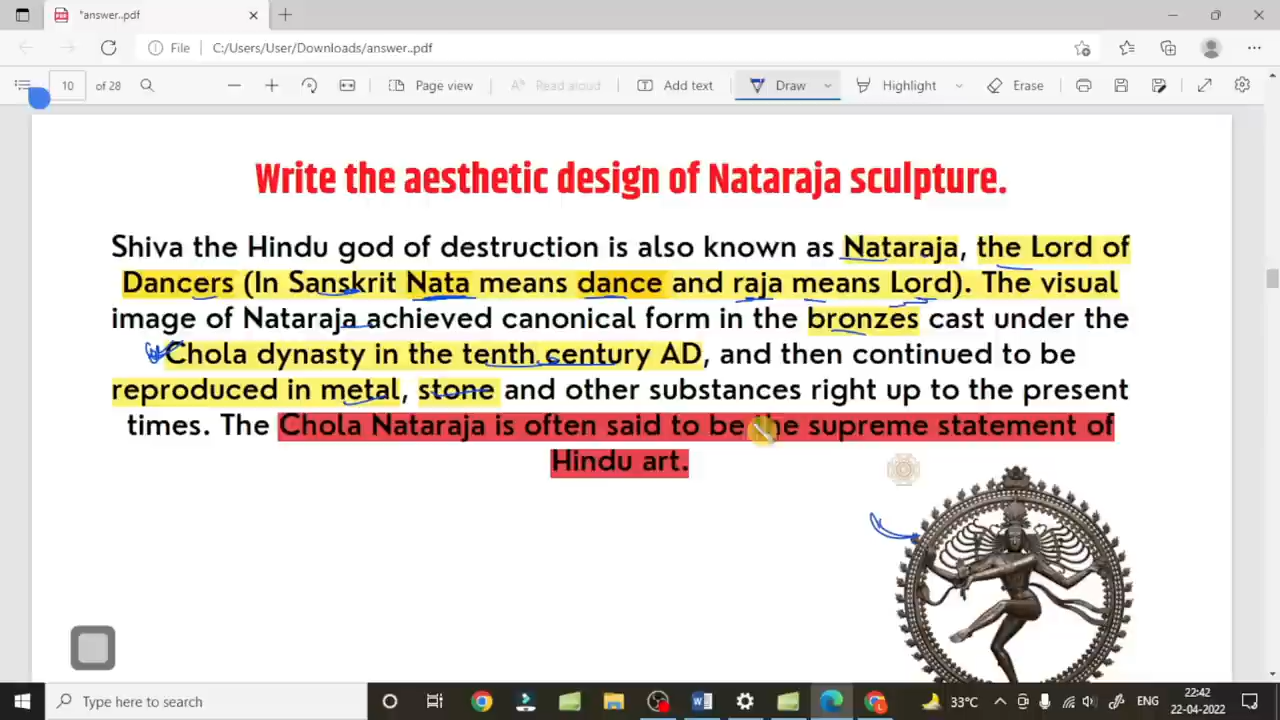 *answer..pdf
File
C:/Users/User/Downloads/answer..pdf
10 of 28
Page view
Read aloud
Add text
Draw
Highlight
Erase
Write the aesthetic design of Nataraja sculpture.
Shiva the Hindu god of destruction is also known as Nataraja, the Lord of
Dancers (In Sanskrit Nata means dance and raja means Lord). The visual
image of Nataraja achieved canonical form in the bronzes cast under the
Chola dynasty in the tenth century AD, and then continued to be
reproduced in metal, stone and other substances right up to the present
times. The Chola Nataraja is often said to be the supreme statement of
Hindu art.
Type here to search
33°C
ENG
22:42
22-04-2022